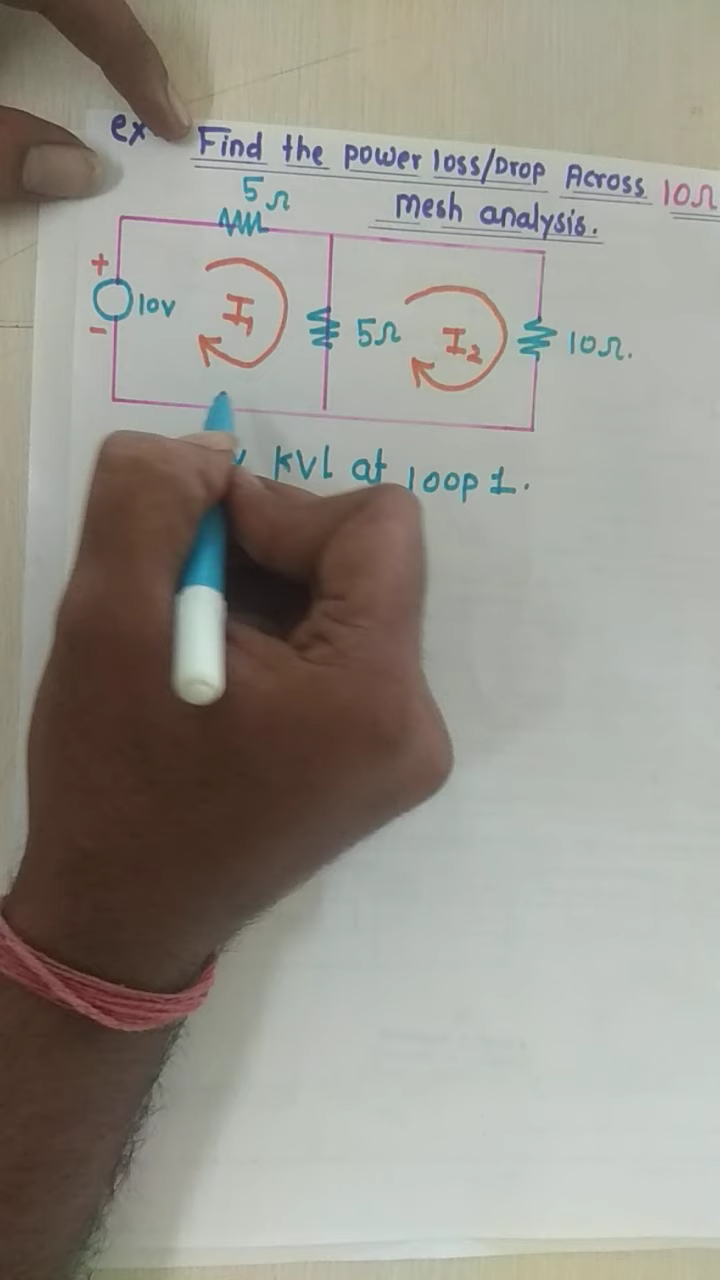 ex Find the power loss/Drop Across 10Ω
mesh analysis.
5Ω
+
10v
-
I1
5Ω
I2
10Ω.
KVL at loop 1.